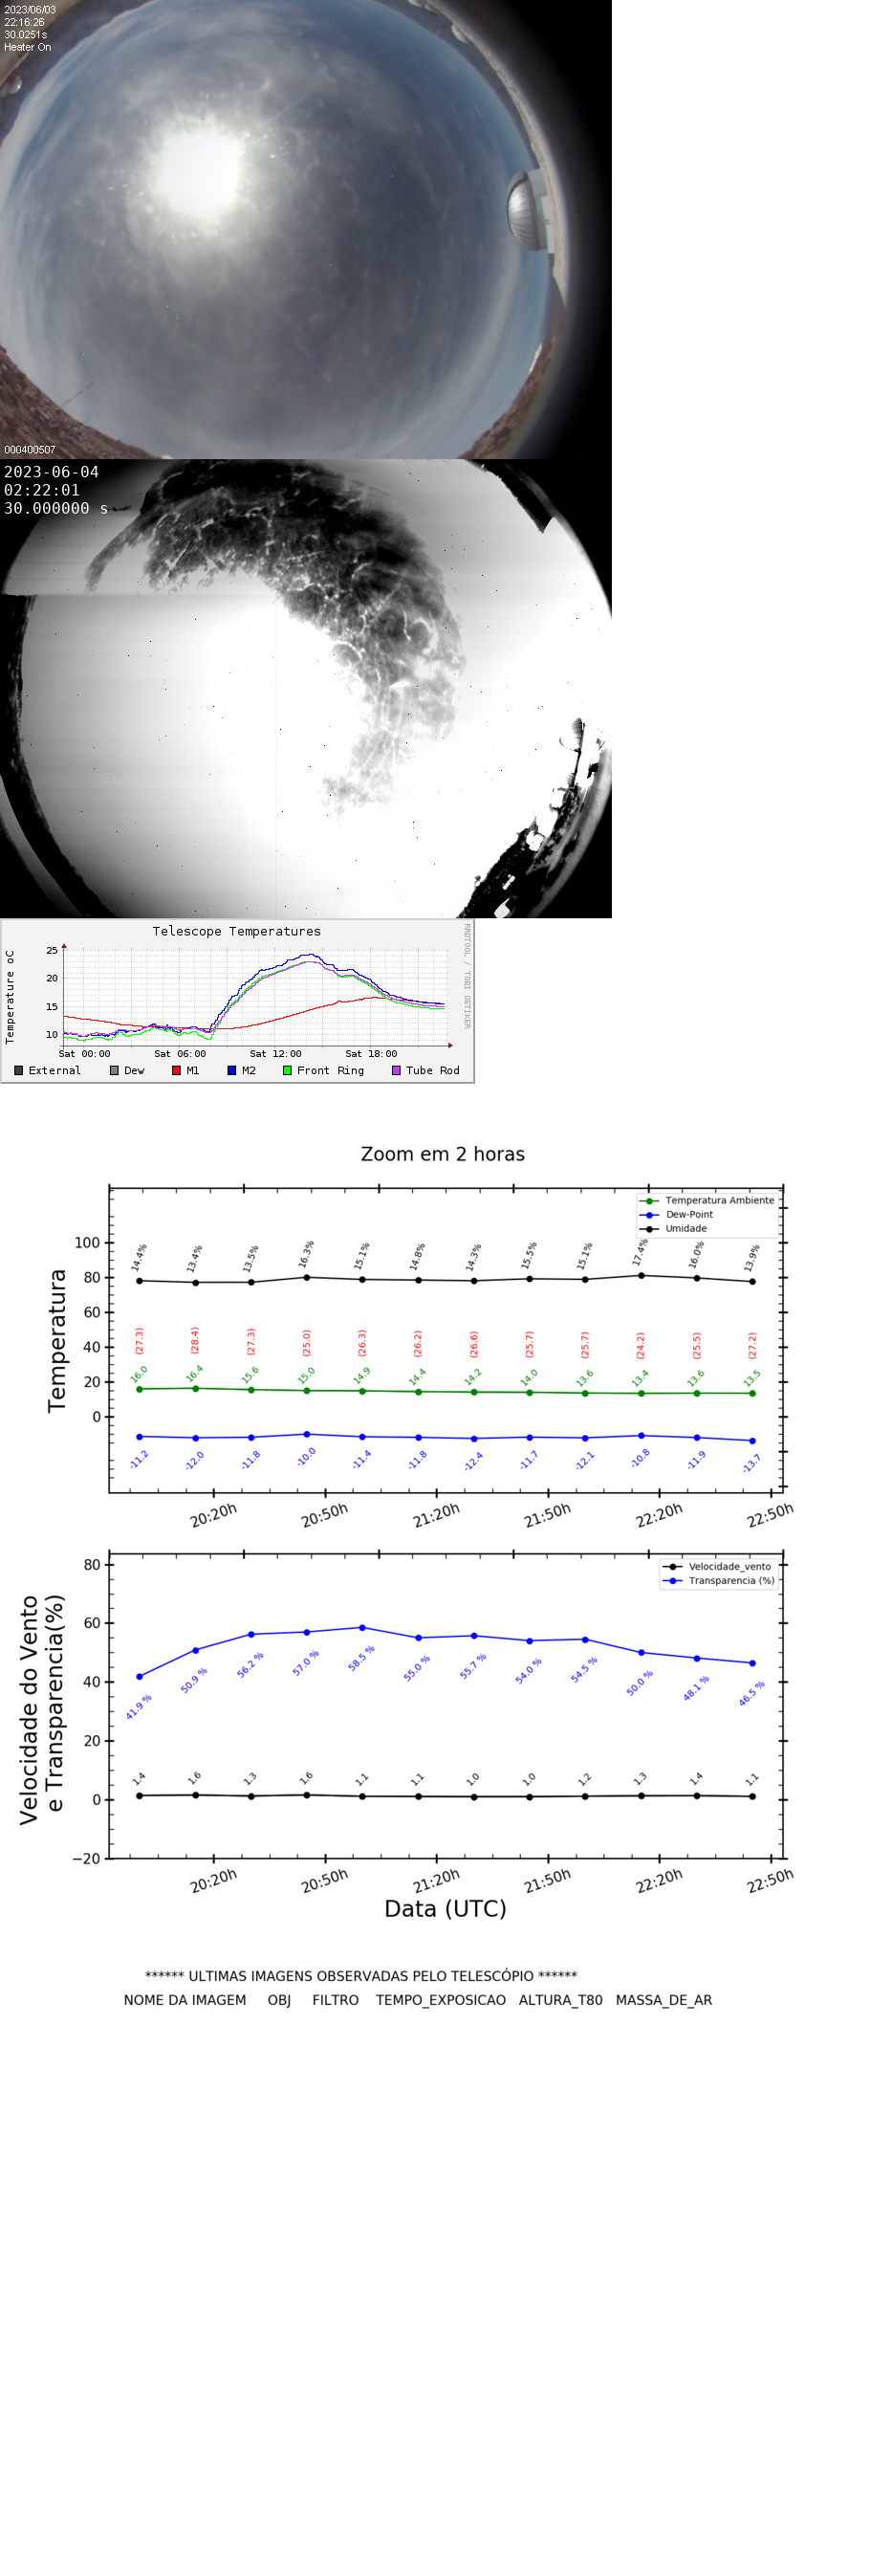 2023/06/03
22:16:26
30.0251s
Heater On
000400507
2023-06-04
02:22:01
30.000000 s
Telescope Temperatures
RRDTOOL / TOBI OETIKER
Temperature oC
25
20
15
10
Sat 00:00 Sat 06:00 Sat 12:00 Sat 18:00
External Dew M1 M2 Front Ring Tube Rod
Zoom em 2 horas
Temperatura
Temperatura Ambiente
Dew-Point
Umidade
100
80
60
40
20
0
14.4% 13.4% 13.5% 16.3% 15.1% 14.8% 14.3% 15.5% 15.1% 17.4% 16.0% 13.9%
(27.3) (28.4) (27.3) (25.0) (26.3) (26.2) (26.6) (25.7) (25.7) (24.2) (25.5) (27.2)
16.0 16.4 15.6 15.0 14.9 14.4 14.2 14.0 13.6 13.4 13.6 13.5
-11.2 -12.0 -11.8 -10.0 -11.4 -11.8 -12.4 -11.7 -12.1 -10.8 -11.9 -13.7
20:20h 20:50h 21:20h 21:50h 22:20h 22:50h
Velocidade do Vento
e Transparencia(%)
Velocidade_vento
Transparencia (%)
80
60
40
20
0
−20
41.9 % 50.9 % 56.2 % 57.0 % 58.5 % 55.0 % 55.7 % 54.0 % 54.5 % 50.0 % 48.1 % 46.5 %
1.4 1.6 1.3 1.6 1.1 1.1 1.0 1.0 1.2 1.3 1.4 1.1
20:20h 20:50h 21:20h 21:50h 22:20h 22:50h
Data (UTC)
****** ULTIMAS IMAGENS OBSERVADAS PELO TELESCÓPIO ******
NOME DA IMAGEM OBJ FILTRO TEMPO_EXPOSICAO ALTURA_T80 MASSA_DE_AR